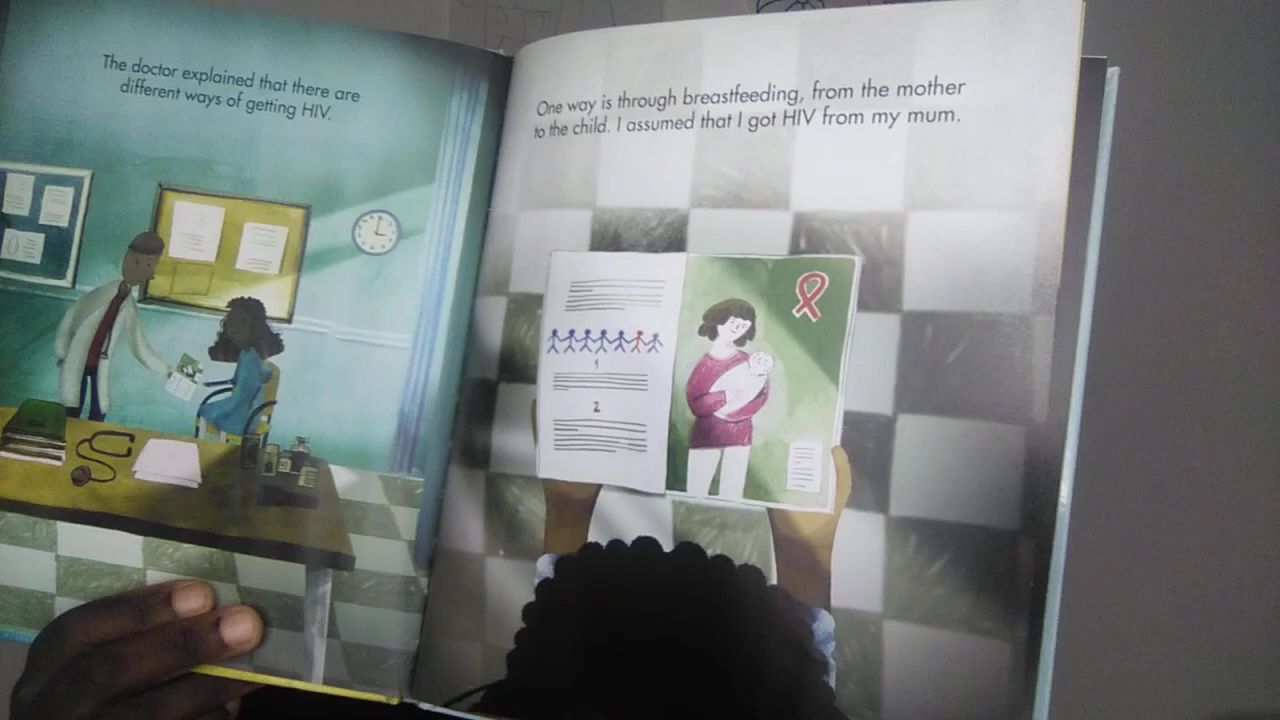 The doctor explained that there are
different ways of getting HIV.
One way is through breastfeeding, from the mother
to the child. I assumed that I got HIV from my mum.
1
2